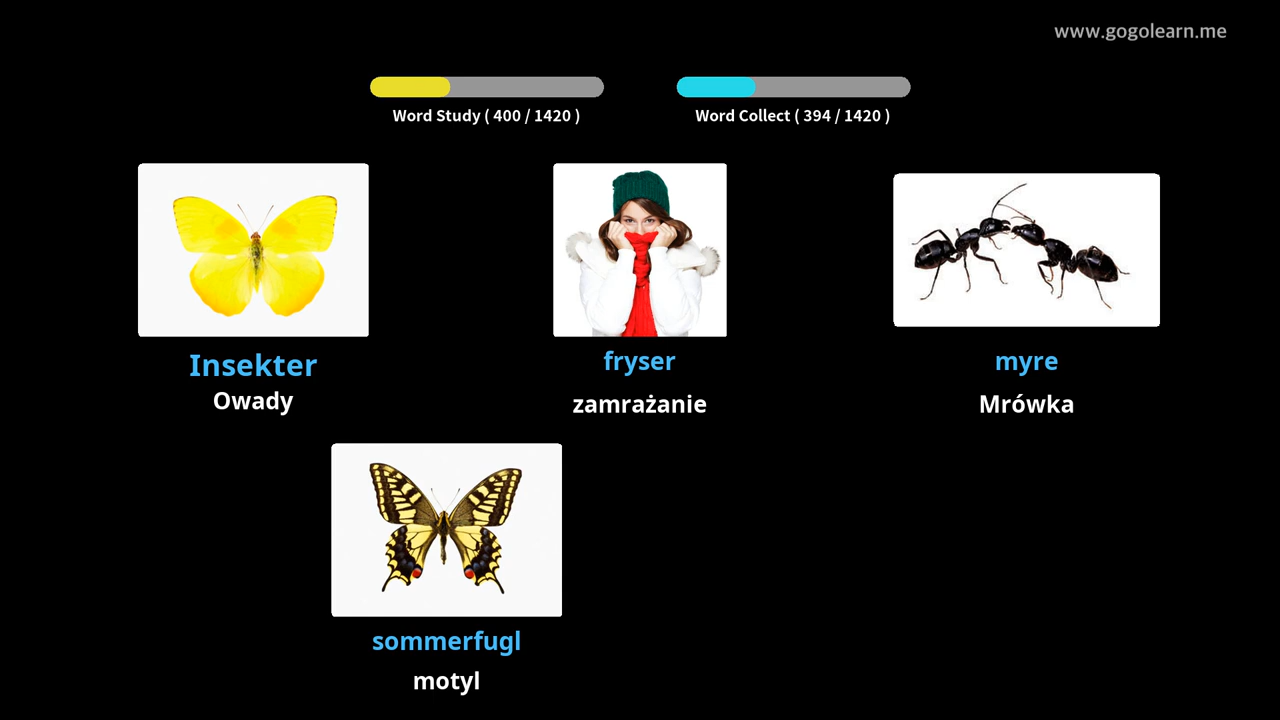 www.gogolearn.me
Word Study ( 400 / 1420 )
Word Collect ( 394 / 1420 )
Insekter
Owady
fryser
zamrażanie
myre
Mrówka
sommerfugl
motyl